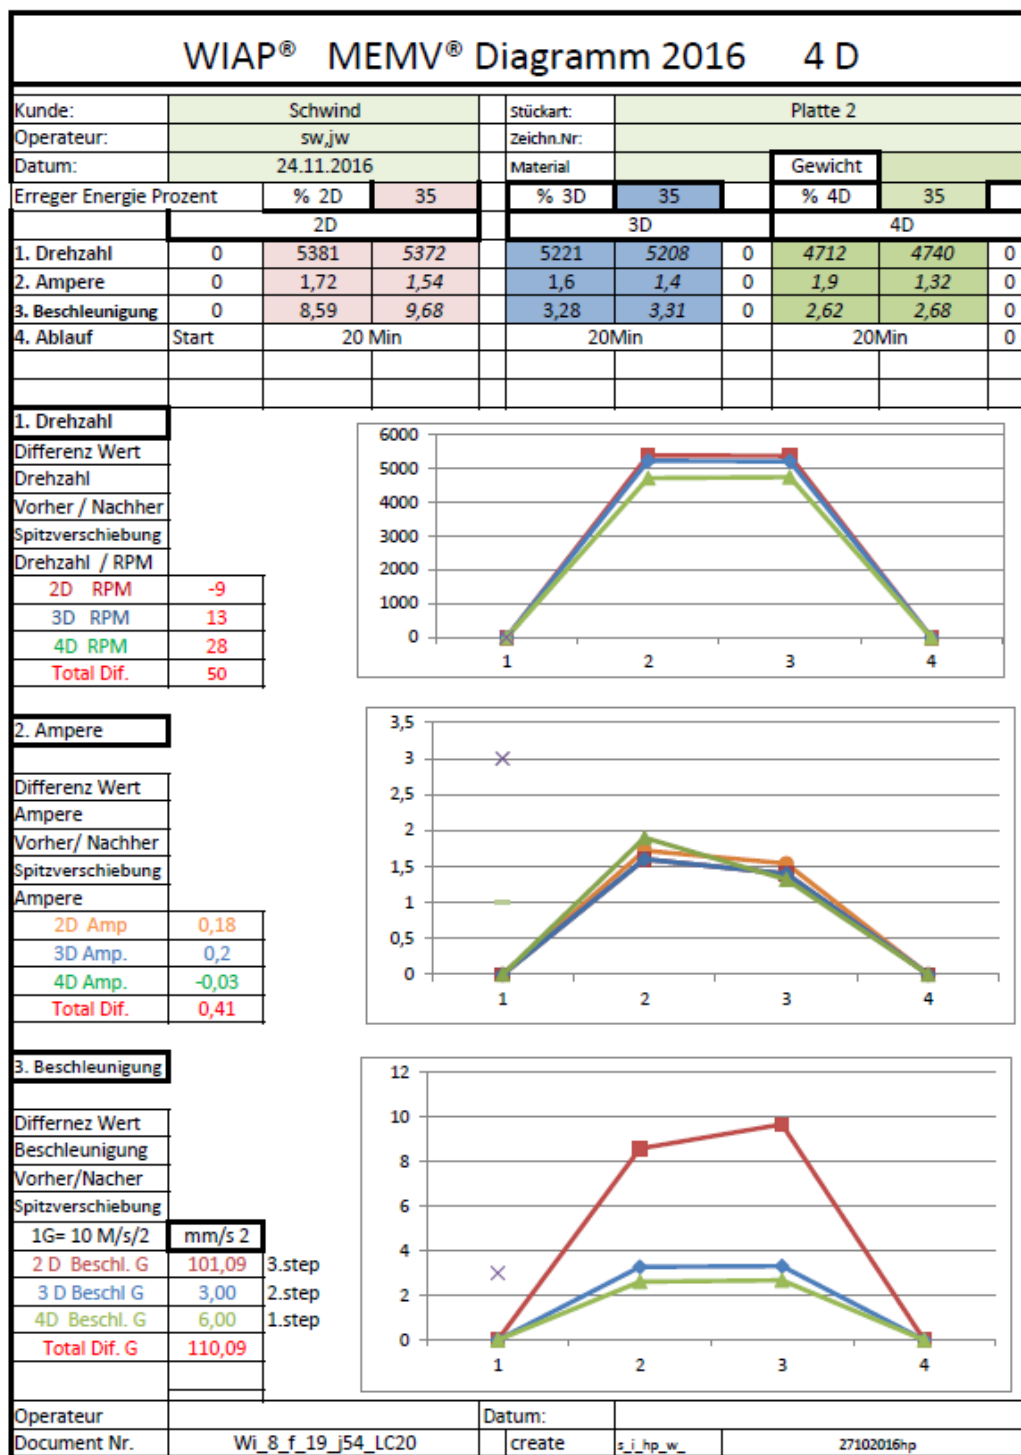 WIAP® MEMV® Diagramm 2016 4 D
Kunde: Schwind Stückart: Platte 2
Operateur: sw,jw Zeichn.Nr:
Datum: 24.11.2016 Material Gewicht
Erreger Energie Prozent % 2D 35 % 3D 35 % 4D 35
2D 3D 4D
1. Drehzahl 0 5381 5372 5221 5208 0 4712 4740 0
2. Ampere 0 1,72 1,54 1,6 1,4 0 1,9 1,32 0
3. Beschleunigung 0 8,59 9,68 3,28 3,31 0 2,62 2,68 0
4. Ablauf Start 20 Min 20Min 20Min 0
1. Drehzahl
Differenz Wert
Drehzahl
Vorher / Nachher
Spitzverschiebung
Drehzahl / RPM
2D RPM -9
3D RPM 13
4D RPM 28
Total Dif. 50
6000
5000
4000
3000
2000
1000
0
1 2 3 4
2. Ampere
Differenz Wert
Ampere
Vorher/ Nachher
Spitzverschiebung
Ampere
2D Amp 0,18
3D Amp. 0,2
4D Amp. -0,03
Total Dif. 0,41
3,5
3
2,5
2
1,5
1
0,5
0
1 2 3 4
3. Beschleunigung
Differnez Wert
Beschleunigung
Vorher/Nacher
Spitzverschiebung
1G= 10 M/s/2 mm/s 2
2 D Beschl. G 101,09 3.step
3 D Beschl G 3,00 2.step
4D Beschl. G 6,00 1.step
Total Dif. G 110,09
12
10
8
6
4
2
0
1 2 3 4
Operateur Datum:
Document Nr. Wi_8_f_19_j54_LC20 create s_i_hp_w_ 27102016hp